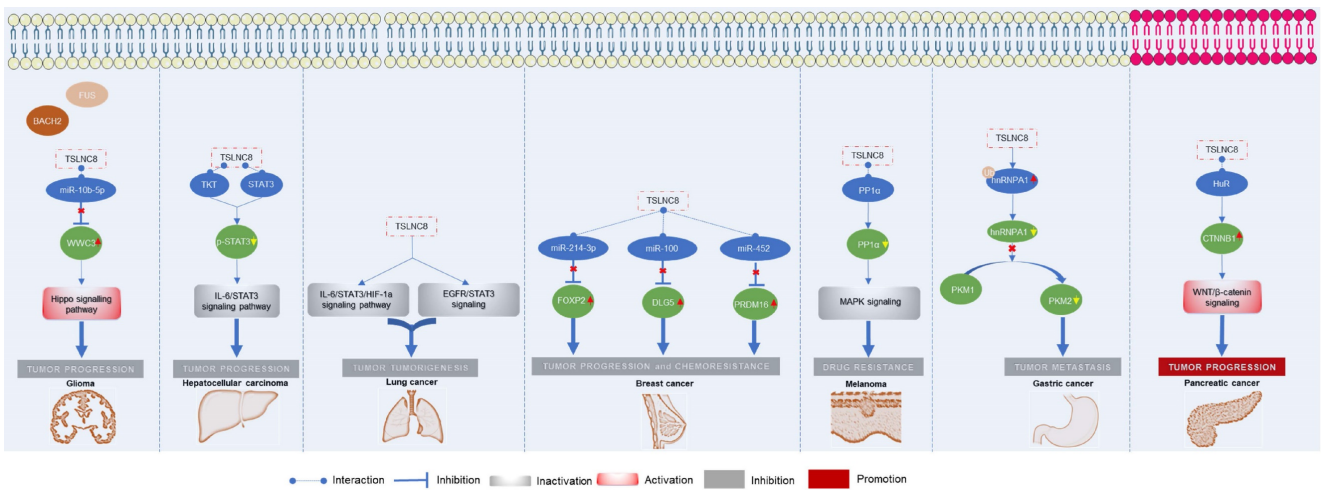 FUS
BACH2
TSLNC8
miR-10b-5p
WWC3
Hippo signalling
pathway
TUMOR PROGRESSION
Glioma
TSLNC8
TKT
STAT3
p-STAT3
IL-6/STAT3
signaling pathway
TUMOR PROGRESSION
Hepatocellular carcinoma
TSLNC8
IL-6/STAT3/HIF-1a
signaling pathway
EGFR/STAT3
signaling
TUMOR TUMORIGENESIS
Lung cancer
TSLNC8
miR-214-3p
miR-100
miR-452
FOXP2
DLG5
PRDM16
TUMOR PROGRESSION and CHEMORESISTANCE
Breast cancer
TSLNC8
PP1α
PP1α
MAPK signaling
DRUG RESISTANCE
Melanoma
TSLNC8
Ub
hnRNPA1
hnRNPA1
PKM1
PKM2
TUMOR METASTASIS
Gastric cancer
TSLNC8
HuR
CTNNB1
WNT/β-catenin
signaling
TUMOR PROGRESSION
Pancreatic cancer
Interaction
Inhibition
Inactivation
Activation
Inhibition
Promotion